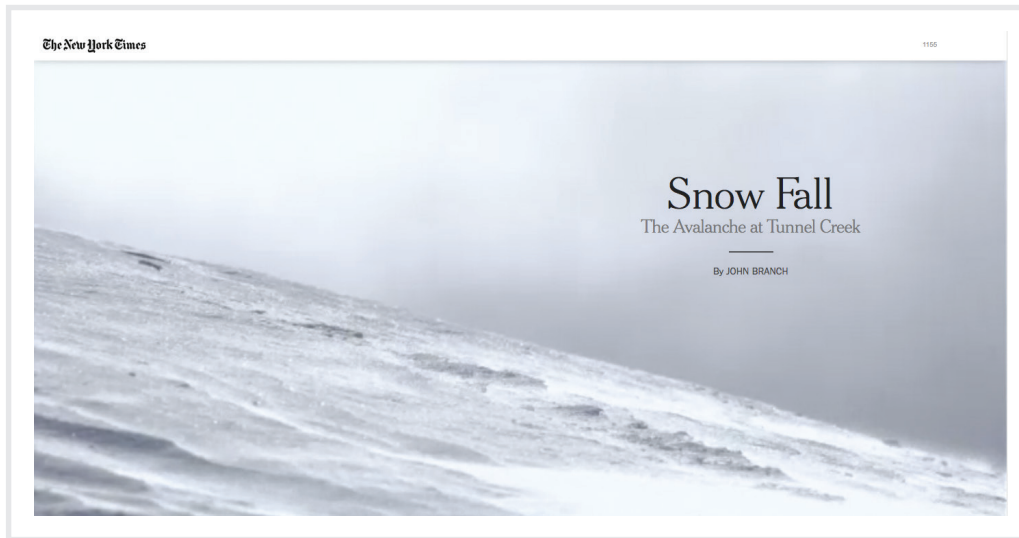 The New York Times
1155
Snow Fall
The Avalanche at Tunnel Creek
By JOHN BRANCH